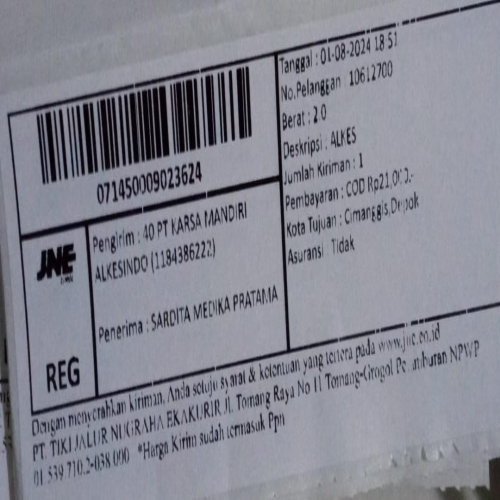 071450009023624
JNE
REG
Pengirim : 40 PT KARSA MANDIRI
ALKESINDO (1184386222)
Penerima : SARDITA MEDIKA PRATAMA
Tanggal : 01-08-2024 18:51
No.Pelanggan : 10612700
Berat : 2.0
Deskripsi : ALKES
Jumlah Kiriman : 1
Pembayaran : COD Rp21,000,-
Kota Tujuan : Cimanggis,Depok
Asuransi : Tidak
Dengan menyerahkan kiriman, Anda setuju syarat & ketentuan yang tertera pada www.jne.co.id
PT. TIKI JALUR NUGRAHA EKAKURIR Jl. Tomang Raya No 11 Tomang-Grogol Pe NPWP
01.539.710.2-038.000 *Harga Kirim sudah termasuk Ppn